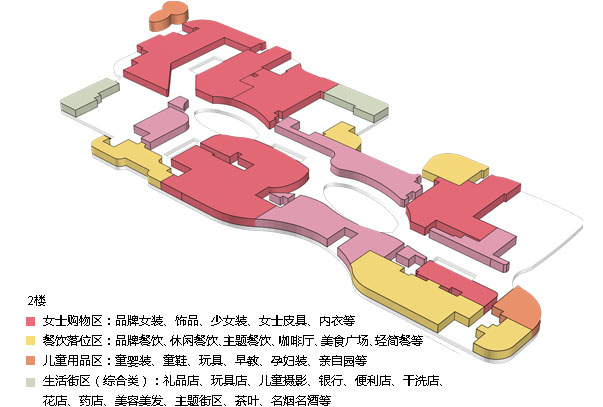 2楼
女士购物区：品牌女装、饰品、少女装、女士皮具、内衣等
餐饮落位区：品牌餐饮、休闲餐饮、主题餐饮、咖啡厅、美食广场、轻简餐等
儿童用品区：童婴装、童鞋、玩具、早教、孕妇装、亲自园等
生活街区（综合类）：礼品店、玩具店、儿童摄影、银行、便利店、干洗店、
花店、药店、美容美发、主题街区、茶叶、名烟名酒等